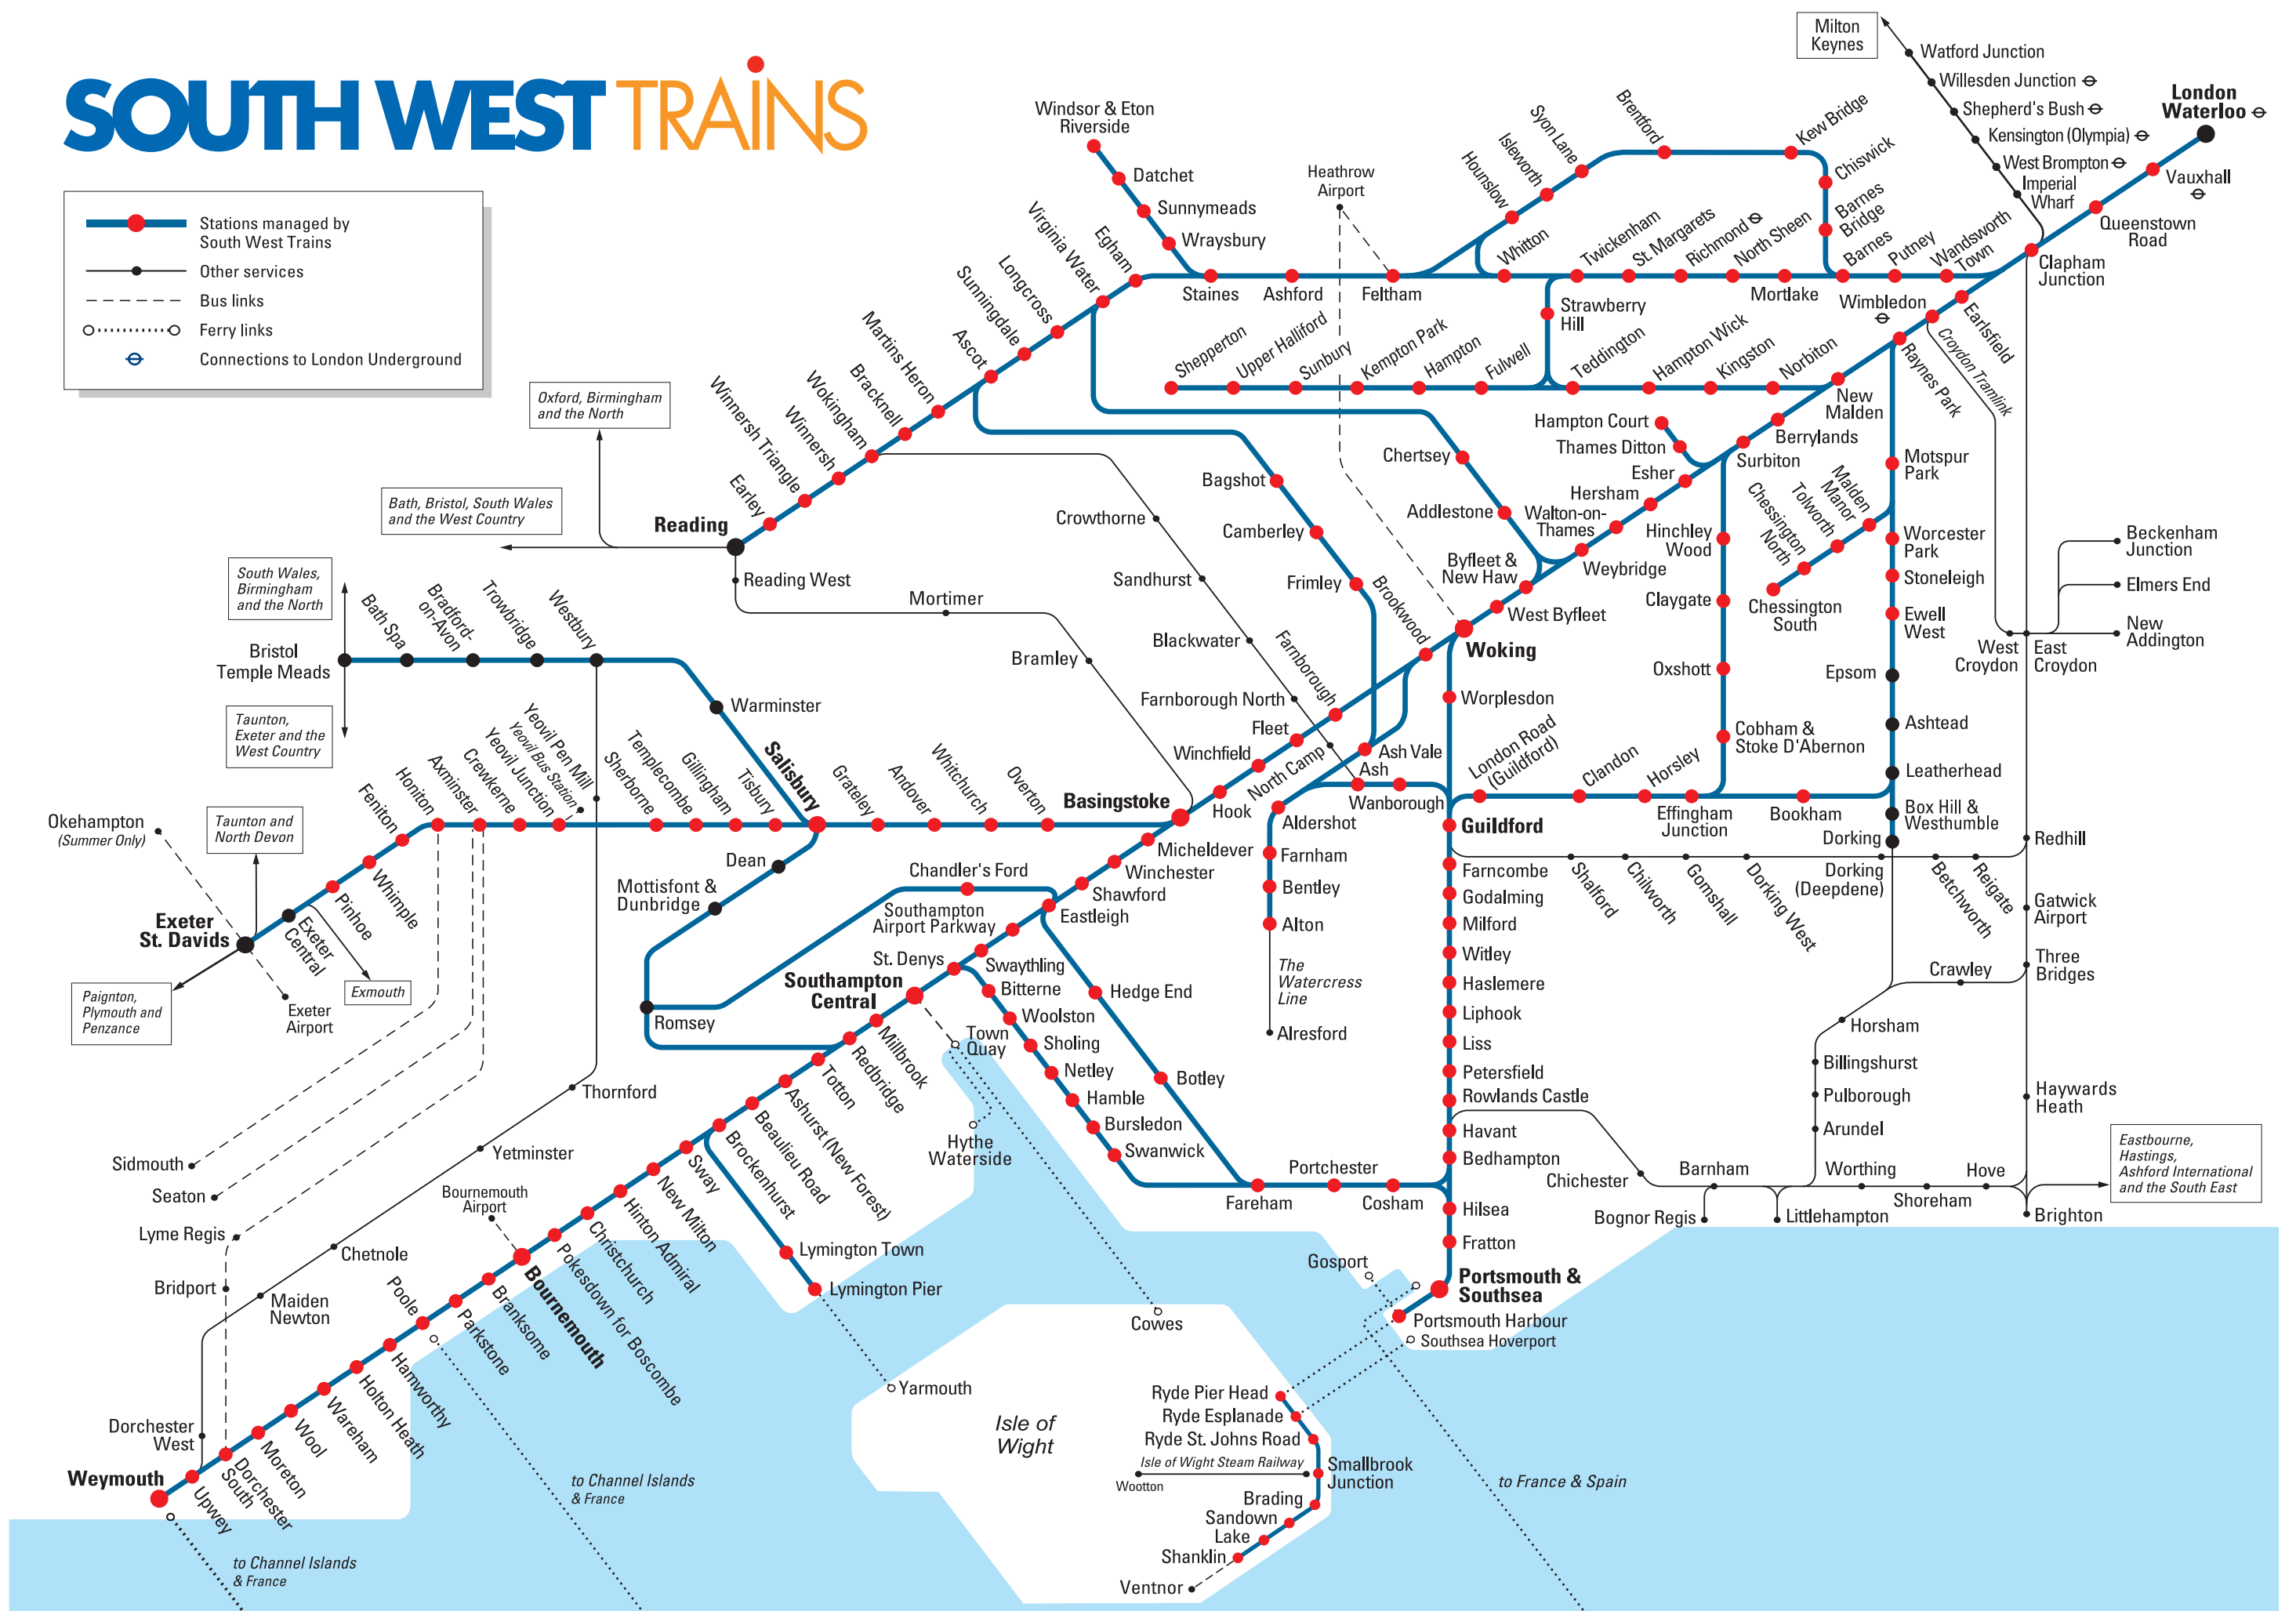 SOUTH WEST TRAINS
Stations managed by
South West Trains
Other services
Bus links
Ferry links
Connections to London Underground
Milton
Keynes
Watford Junction
Willesden Junction
Shepherd's Bush
Kensington (Olympia)
West Brompton
Imperial
Wharf
London
Waterloo
Vauxhall
Queenstown
Road
Clapham
Junction
Windsor & Eton
Riverside
Datchet
Sunnymeads
Wraysbury
Heathrow
Airport
Hounslow
Isleworth
Syon Lane
Brentford
Kew Bridge
Chiswick
Barnes
Bridge
Virginia Water
Egham
Staines
Ashford
Feltham
Whitton
Twickenham
St. Margarets
Richmond
North Sheen
Mortlake
Barnes
Putney
Wandsworth
Town
Wimbledon
Earlsfield
Strawberry
Hill
Shepperton
Upper Halliford
Sunbury
Kempton Park
Hampton
Fulwell
Teddington
Hampton Wick
Kingston
Norbiton
Raynes Park
Croydon Tramlink
New
Malden
Berrylands
Surbiton
Hampton Court
Thames Ditton
Esher
Hersham
Walton-on-
Thames
Weybridge
Byfleet &
New Haw
West Byfleet
Woking
Chertsey
Addlestone
Longcross
Sunningdale
Ascot
Martins Heron
Bracknell
Wokingham
Winnersh
Winnersh Triangle
Earley
Reading
Oxford, Birmingham
and the North
Bath, Bristol, South Wales
and the West Country
Reading West
Mortimer
Bramley
Bagshot
Camberley
Frimley
Crowthorne
Sandhurst
Blackwater
Farnborough North
North Camp
Brookwood
Farnborough
Fleet
Winchfield
Hook
Basingstoke
Ash Vale
Ash
Wanborough
Aldershot
Farnham
Bentley
Alton
The
Watercress
Line
Alresford
Motspur
Park
Malden
Manor
Tolworth
Chessington
North
Chessington
South
Worcester
Park
Stoneleigh
Ewell
West
Epsom
Ashtead
Leatherhead
Box Hill &
Westhumble
Dorking
Hinchley
Wood
Claygate
Oxshott
Cobham &
Stoke D'Abernon
London Road
(Guildford)
Clandon
Horsley
Effingham
Junction
Bookham
Beckenham
Junction
Elmers End
New
Addington
West
Croydon
East
Croydon
Redhill
Gatwick
Airport
Three
Bridges
Crawley
Haywards
Heath
Shalford
Chilworth
Gomshall
Dorking West
Dorking
(Deepdene)
Betchworth
Reigate
Horsham
Billingshurst
Pulborough
Arundel
Chichester
Barnham
Bognor Regis
Littlehampton
Worthing
Shoreham
Hove
Brighton
Eastbourne,
Hastings,
Ashford International
and the South East
Worplesdon
Guildford
Farncombe
Godalming
Milford
Witley
Haslemere
Liphook
Liss
Petersfield
Rowlands Castle
Havant
Bedhampton
Hilsea
Fratton
Portsmouth &
Southsea
Portsmouth Harbour
Southsea Hoverport
Gosport
South Wales,
Birmingham
and the North
Bristol
Temple Meads
Taunton,
Exeter and the
West Country
Bath Spa
Bradford-
on-Avon
Trowbridge
Westbury
Warminster
Salisbury
Okehampton
(Summer Only)
Taunton and
North Devon
Exeter
St. Davids
Exeter
Central
Exmouth
Paignton,
Plymouth and
Penzance
Exeter
Airport
Pinhoe
Whimple
Feniton
Honiton
Axminster
Crewkerne
Yeovil Junction
Yeovil Bus Station
Yeovil Pen Mill
Sherborne
Templecombe
Gillingham
Tisbury
Grateley
Andover
Whitchurch
Overton
Dean
Mottisfont &
Dunbridge
Romsey
Chandler's Ford
Micheldever
Winchester
Shawford
Eastleigh
Southampton
Airport Parkway
Swaythling
St. Denys
Southampton
Central
Bitterne
Woolston
Sholing
Netley
Hamble
Bursledon
Swanwick
Hedge End
Botley
Fareham
Portchester
Cosham
Town
Quay
Hythe
Waterside
Millbrook
Redbridge
Totton
Ashurst (New Forest)
Beaulieu Road
Brockenhurst
Sway
New Milton
Hinton Admiral
Christchurch
Pokesdown for Boscombe
Bournemouth
Bournemouth
Airport
Branksome
Parkstone
Poole
Hamworthy
Holton Heath
Wareham
Wool
Moreton
Dorchester
South
Upwey
Weymouth
Lymington Town
Lymington Pier
Yarmouth
Cowes
Thornford
Yetminster
Chetnole
Maiden
Newton
Dorchester
West
Sidmouth
Seaton
Lyme Regis
Bridport
Isle of
Wight
Ryde Pier Head
Ryde Esplanade
Ryde St. Johns Road
Isle of Wight Steam Railway
Wootton
Smallbrook
Junction
Brading
Sandown
Lake
Shanklin
Ventnor
to Channel Islands
& France
to Channel Islands
& France
to France & Spain